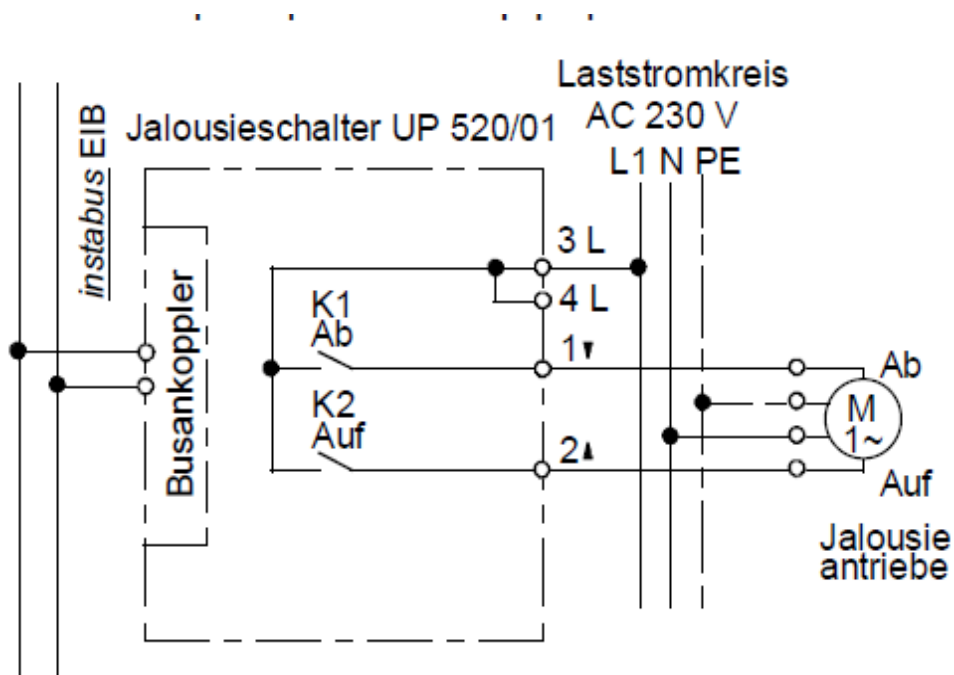 Laststromkreis
AC 230 V
L1 N PE
Jalousieschalter UP 520/01
instabus EIB
Busankoppler
3 L
4 L
K1
Ab
1▼
K2
Auf
2▲
Ab
M
1~
Auf
Jalousie
antriebe